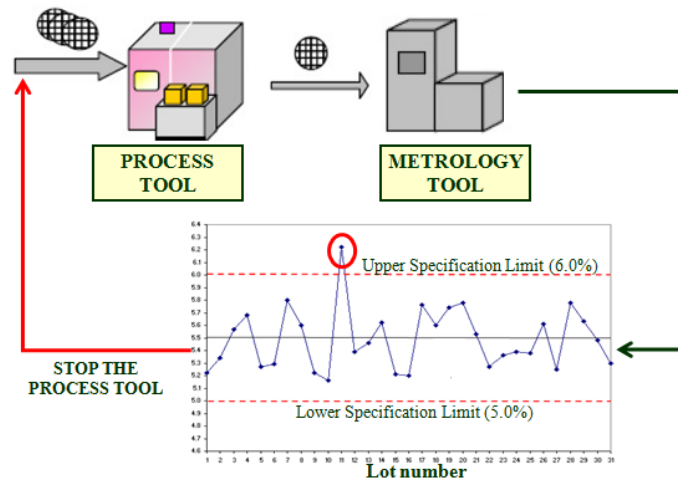 PROCESS
TOOL
METROLOGY
TOOL
6.4
6.3
6.2
6.1
6.0
5.9
5.8
5.7
5.6
5.5
5.4
5.3
5.2
5.1
5.0
4.9
4.8
4.7
4.6
Upper Specification Limit (6.0%)
Lower Specification Limit (5.0%)
STOP THE
PROCESS TOOL
1 2 3 4 5 6 7 8 9 10 11 12 13 14 15 16 17 18 19 20 21 22 23 24 25 26 27 28 29 30 31
Lot number